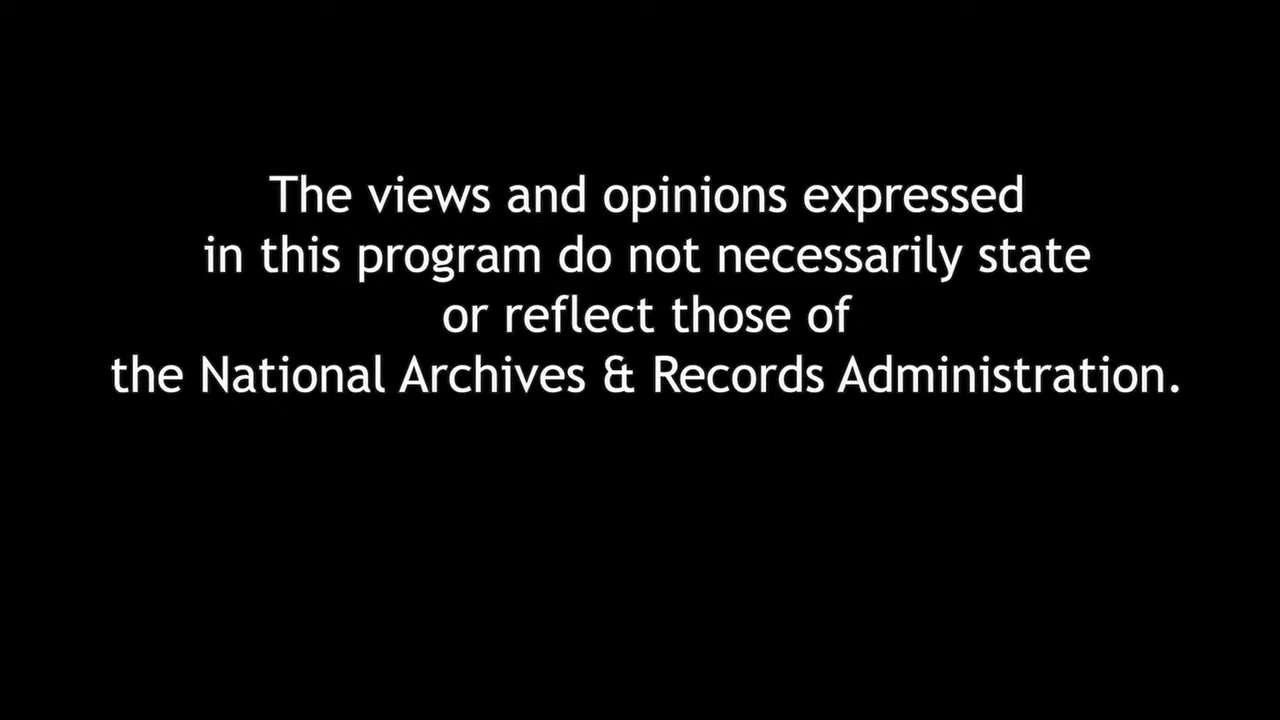 The views and opinions expressed
in this program do not necessarily state
or reflect those of
the National Archives & Records Administration.